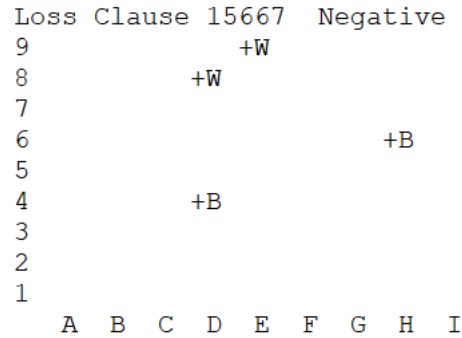 Loss Clause 15667  Negative
9                  +W
8              +W
7
6                              +B
5
4              +B
3
2
1
    A   B   C   D   E   F   G   H   I